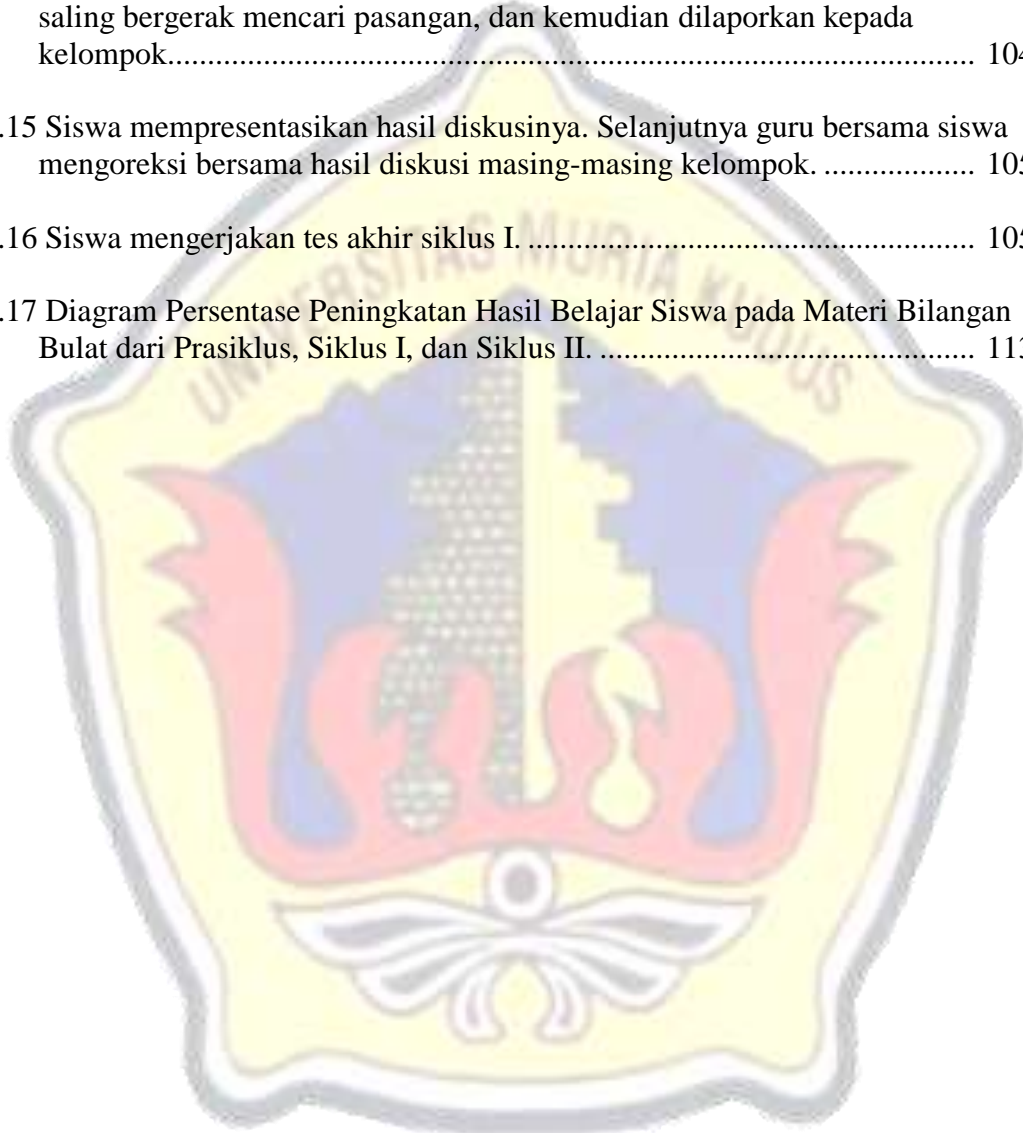 saling bergerak mencari pasangan, dan kemudian dilaporkan kepada
kelompok.................................................................................................. 104
.15 Siswa mempresentasikan hasil diskusinya. Selanjutnya guru bersama siswa
mengoreksi bersama hasil diskusi masing-masing kelompok. .................. 105
.16 Siswa mengerjakan tes akhir siklus I. ...................................................... 105
.17 Diagram Persentase Peningkatan Hasil Belajar Siswa pada Materi Bilangan
Bulat dari Prasiklus, Siklus I, dan Siklus II. ............................................. 113
UNIVERSITAS MURIA KUDUS